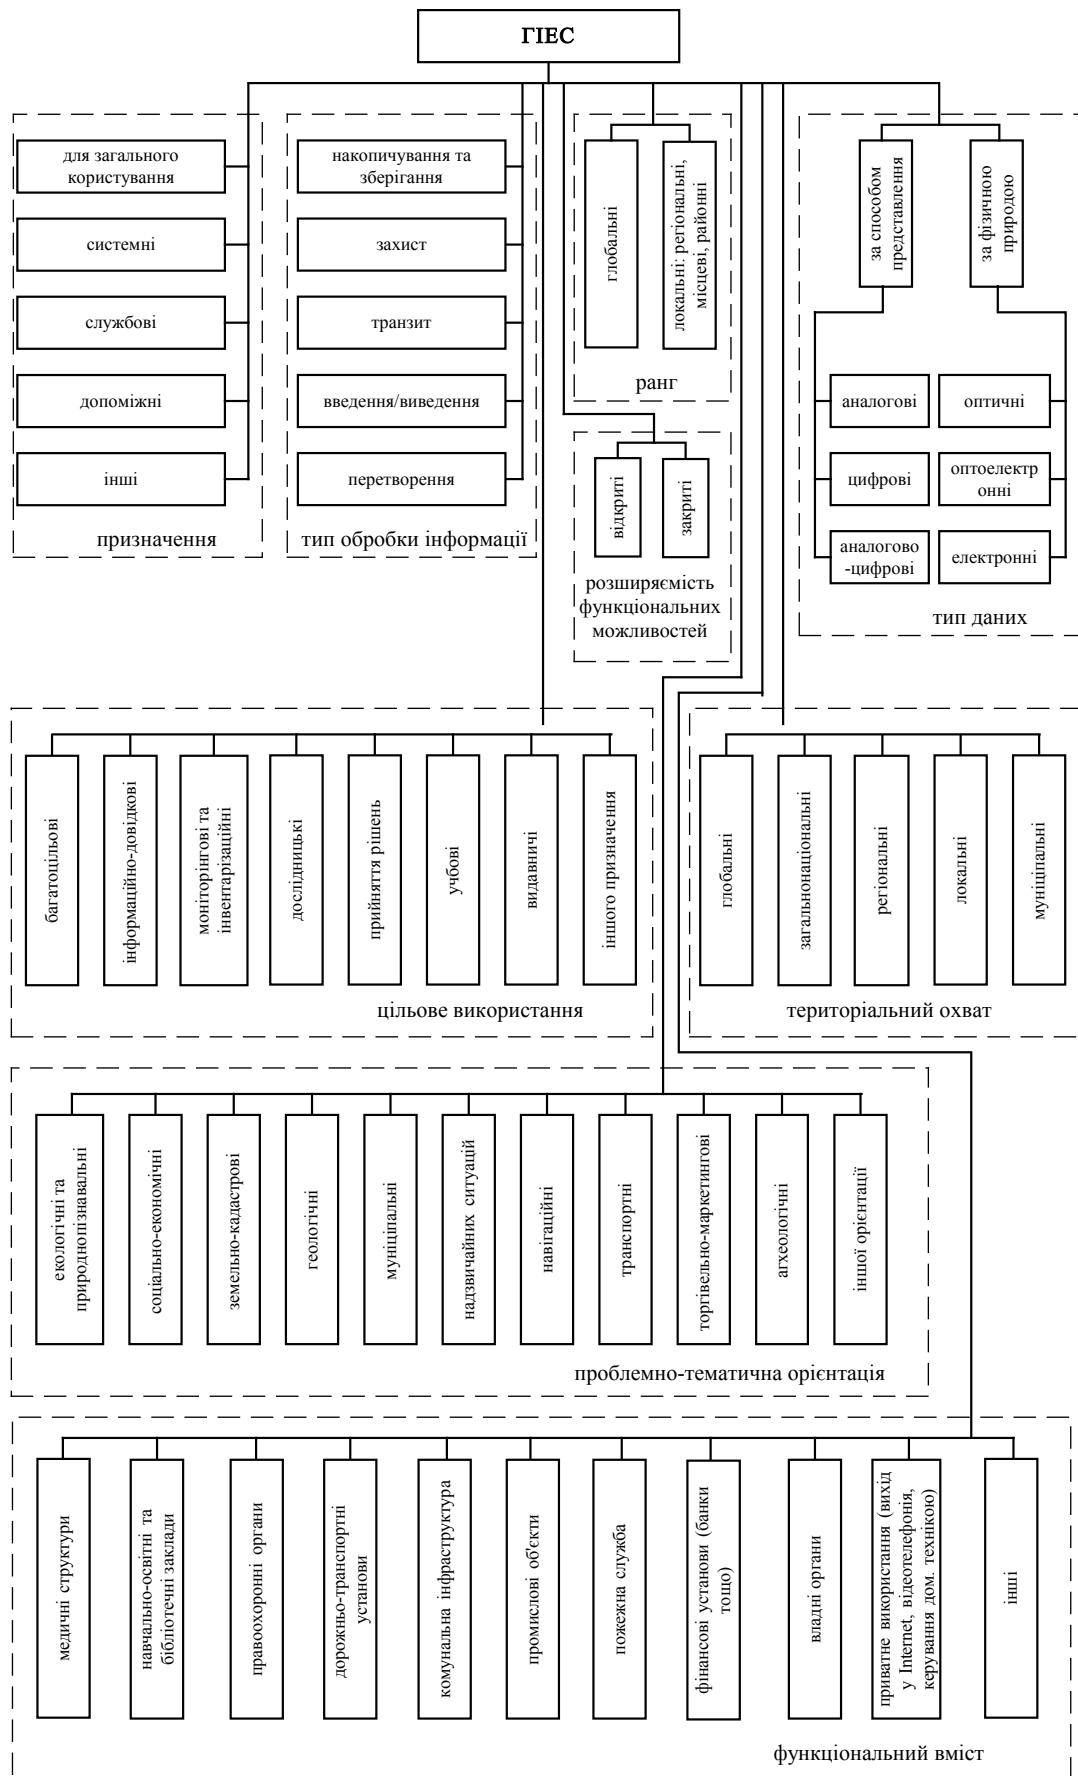 ГІЕС
для загального
користування
системні
службові
допоміжні
інші
призначення
накопичування та
зберігання
захист
транзит
введення/виведення
перетворення
тип обробки інформації
глобальні
локальні: регіональні,
місцеві, районні
ранг
відкриті
закриті
розширяємість
функціональних
можливостей
за способом
представлення
за фізичною
природою
аналогові
оптичні
цифрові
оптоелектр
онні
аналогово
-цифрові
електронні
тип даних
багатоцільові
інформаційно-довідкові
моніторінгові та
інвентарізаційні
дослідницькі
прийняття рішень
учбові
видавничі
іншого призначення
цільове використання
глобальні
загальнонаціональні
регіональні
локальні
муніціпальні
територіальний охват
екологічні та
природнопізнавальні
соціально-економічні
земельно-кадастрові
геологічні
муніціпальні
надзвичайних ситуацій
навігаційні
транспортні
торгівельно-маркетингові
археологічні
іншої орієнтації
проблемно-тематична орієнтація
медичні структури
навчально-освітні та
бібліотечні заклади
правоохоронні органи
дорожньо-транспортні
установи
комунальна інфраструктура
промислові об'єкти
пожежна служба
фінансові установи (банки
тощо)
владні органи
приватне використання (вихід
у Internet, відеотелефонія,
керування дом. технікою)
інші
функціональний вміст